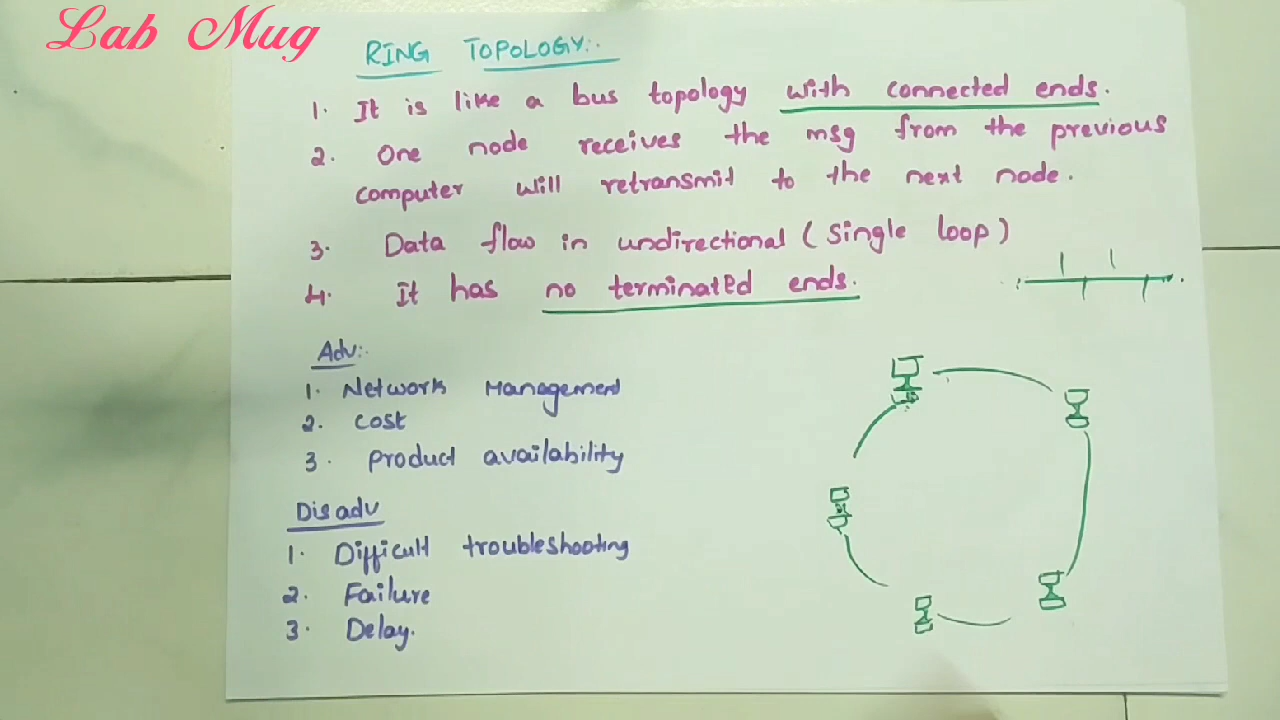 Lab Mug
RING TOPOLOGY:.
1. It is like a bus topology with connected ends.
2. One node receives the msg from the previous
computer will retransmit to the next node.
3. Data flow in undirectional (single loop)
4. It has no terminated ends.
Adv:.
1. Network Management
2. Cost
3. product availability
Disadv
1. Difficult troubleshooting
2. Failure
3. Delay.